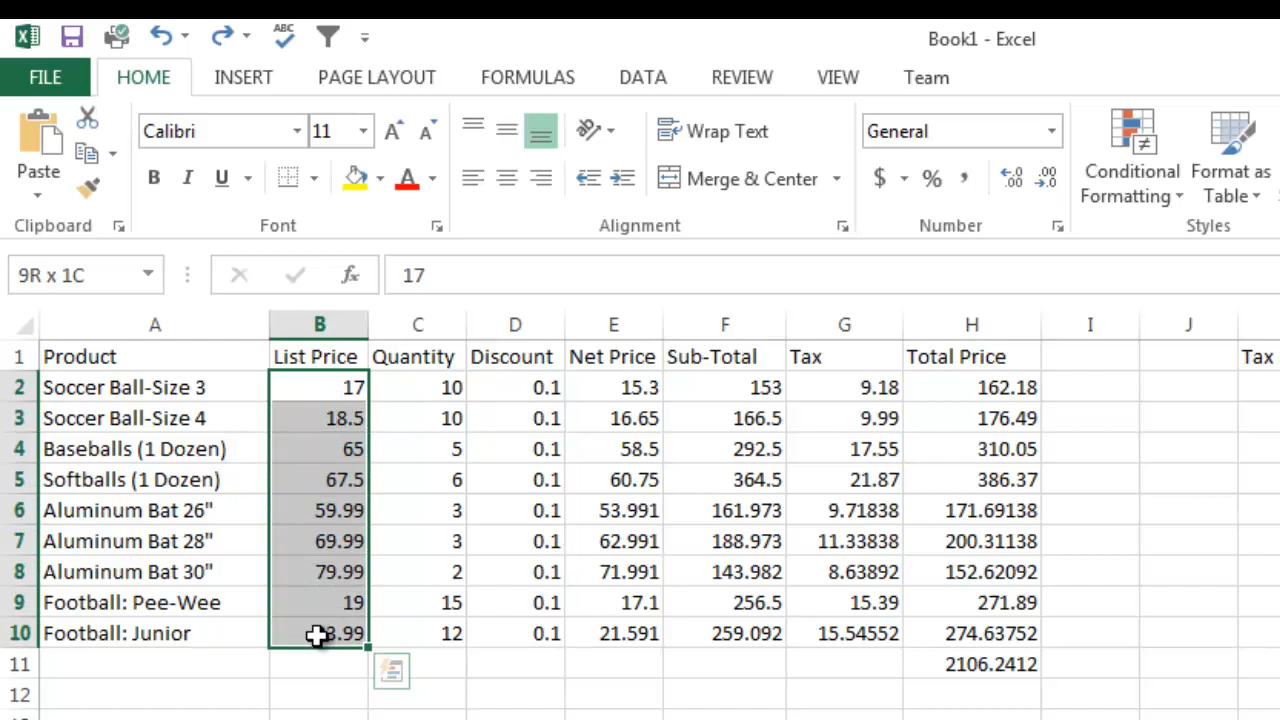 ABC
Book1 - Excel
FILE HOME INSERT PAGE LAYOUT FORMULAS DATA REVIEW VIEW Team
Calibri 11 A A Wrap Text General
Paste B I U A Merge & Center $ % , .00 .00 Conditional Formatting Format as Table
Clipboard Font Alignment Number Styles
9R x 1C fx 17
A B C D E F G H I J
1 Product List Price Quantity Discount Net Price Sub-Total Tax Total Price Tax
2 Soccer Ball-Size 3 17 10 0.1 15.3 153 9.18 162.18
3 Soccer Ball-Size 4 18.5 10 0.1 16.65 166.5 9.99 176.49
4 Baseballs (1 Dozen) 65 5 0.1 58.5 292.5 17.55 310.05
5 Softballs (1 Dozen) 67.5 6 0.1 60.75 364.5 21.87 386.37
6 Aluminum Bat 26" 59.99 3 0.1 53.991 161.973 9.71838 171.69138
7 Aluminum Bat 28" 69.99 3 0.1 62.991 188.973 11.33838 200.31138
8 Aluminum Bat 30" 79.99 2 0.1 71.991 143.982 8.63892 152.62092
9 Football: Pee-Wee 19 15 0.1 17.1 256.5 15.39 271.89
10 Football: Junior 3.99 12 0.1 21.591 259.092 15.54552 274.63752
11 2106.2412
12